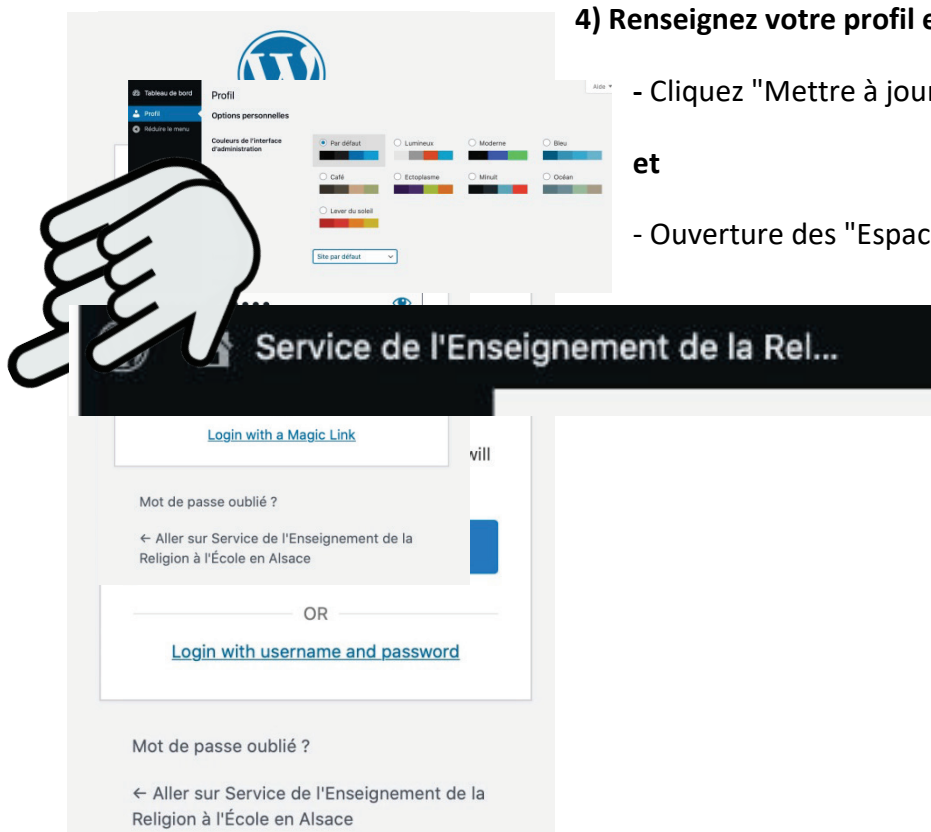 4) Renseignez votre profil e
- Cliquez "Mettre à jour
et
- Ouverture des "Espac
Aide
Tableau de bord
Profil
Réduire le menu
Profil
Options personnelles
Couleurs de l'interface
d'administration
Par défaut
Lumineux
Moderne
Bleu
Café
Ectoplasme
Minuit
Océan
Lever du soleil
Site par défaut
Service de l'Enseignement de la Rel...
Login with a Magic Link
will
Mot de passe oublié ?
← Aller sur Service de l'Enseignement de la
Religion à l'École en Alsace
OR
Login with username and password
Mot de passe oublié ?
← Aller sur Service de l'Enseignement de la
Religion à l'École en Alsace